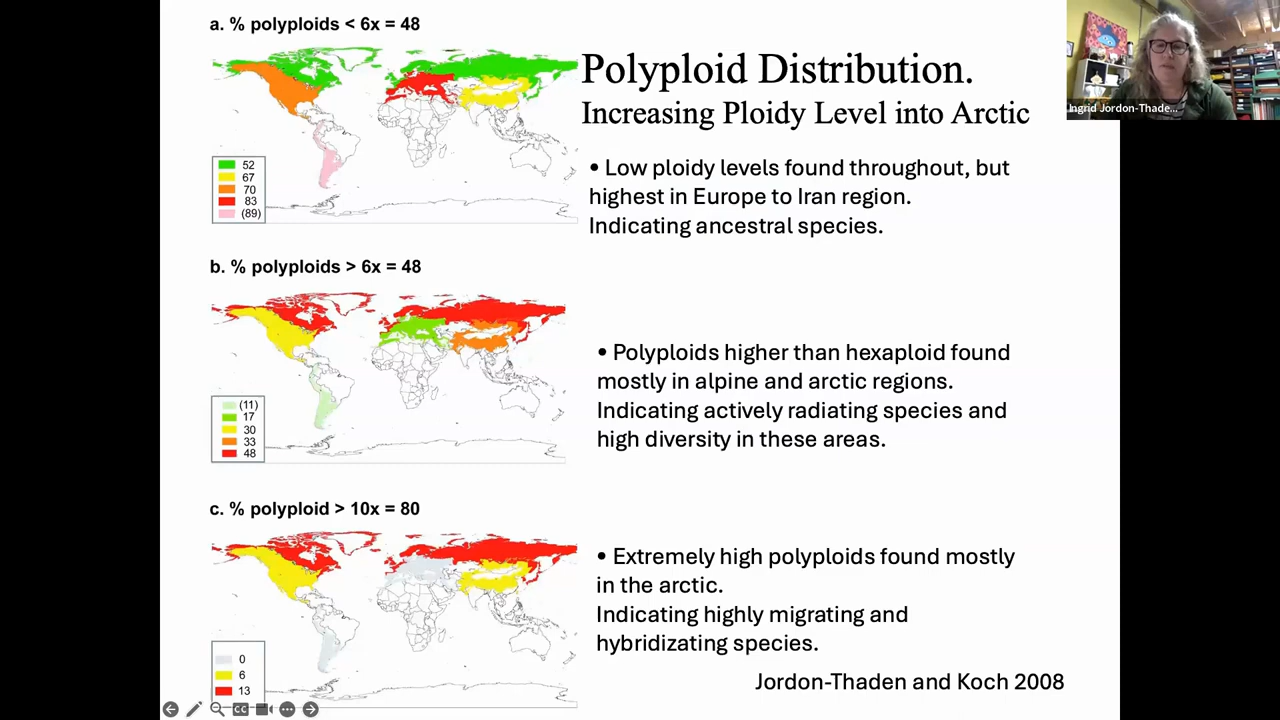 a. % polyploids < 6x = 48
52
67
70
83
(89)
Polyploid Distribution.
Increasing Ploidy Level into Arctic
• Low ploidy levels found throughout, but
highest in Europe to Iran region.
Indicating ancestral species.
b. % polyploids > 6x = 48
(11)
17
30
33
48
• Polyploids higher than hexaploid found
mostly in alpine and arctic regions.
Indicating actively radiating species and
high diversity in these areas.
c. % polyploid > 10x = 80
0
6
13
• Extremely high polyploids found mostly
in the arctic.
Indicating highly migrating and
hybridizating species.
Jordon-Thaden and Koch 2008
Ingrid Jordon-Thade...
CC